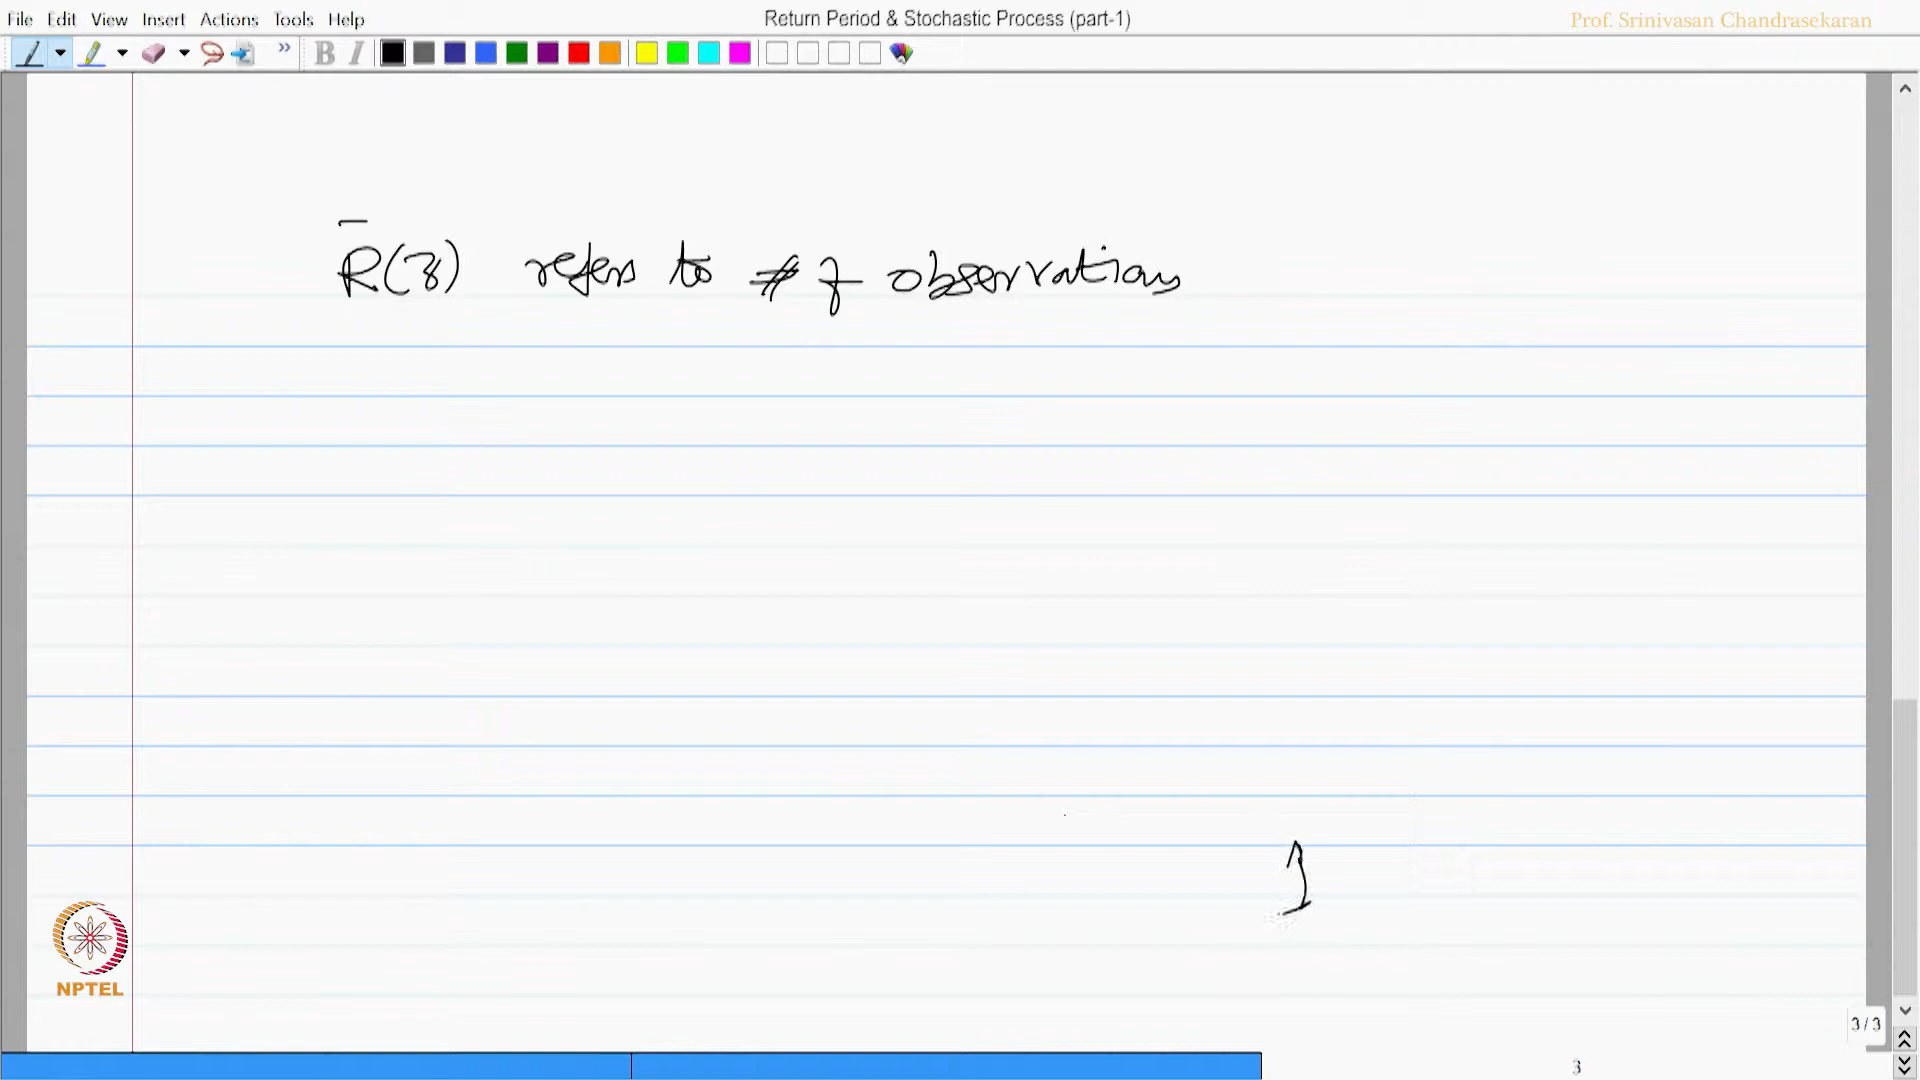 File Edit View Insert Actions Tools Help
Return Period & Stochastic Process (part-1)
Prof. Srinivasan Chandrasekaran
B I
R̄(z) refers to # of observations
NPTEL
3 / 3
3